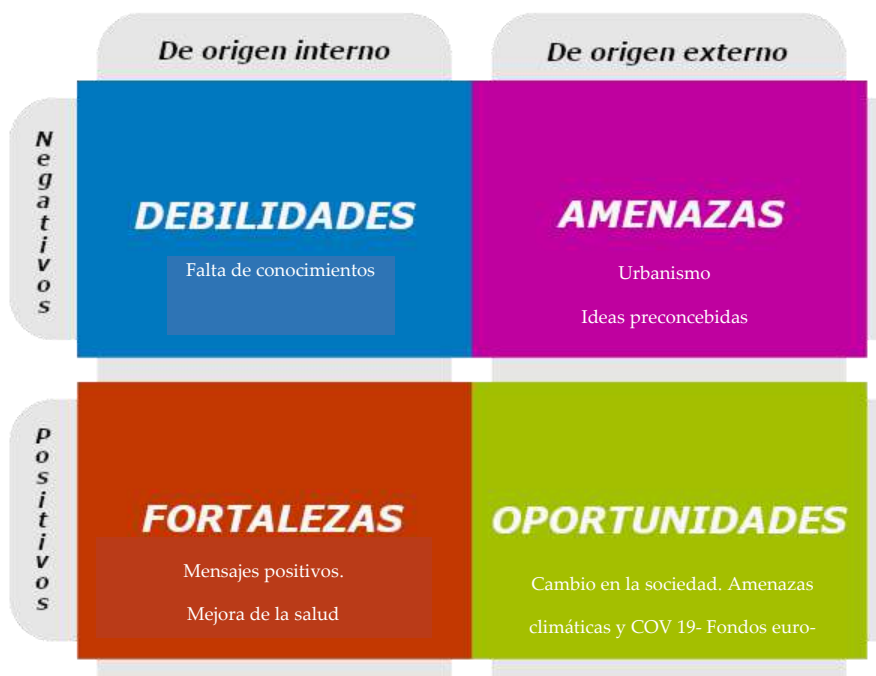 De origen interno
De origen externo
Negativos
DEBILIDADES
Falta de conocimientos
AMENAZAS
Urbanismo
Ideas preconcebidas
Positivos
FORTALEZAS
Mensajes positivos.
Mejora de la salud
OPORTUNIDADES
Cambio en la sociedad. Amenazas
climáticas y COV 19- Fondos euro-